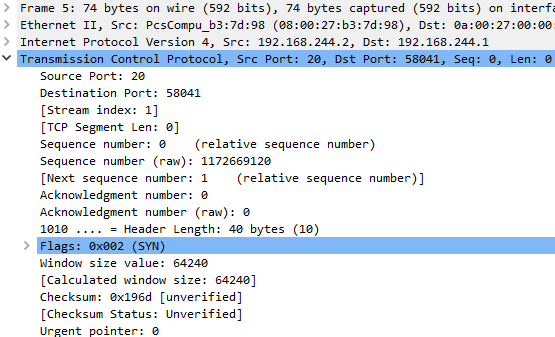 Frame 5: 74 bytes on wire (592 bits), 74 bytes captured (592 bits) on interfa
Ethernet II, Src: PcsCompu_b3:7d:98 (08:00:27:b3:7d:98), Dst: 0a:00:27:00:00:
Internet Protocol Version 4, Src: 192.168.244.2, Dst: 192.168.244.1
Transmission Control Protocol, Src Port: 20, Dst Port: 58041, Seq: 0, Len: 0
Source Port: 20
Destination Port: 58041
[Stream index: 1]
[TCP Segment Len: 0]
Sequence number: 0    (relative sequence number)
Sequence number (raw): 1172669120
[Next sequence number: 1    (relative sequence number)]
Acknowledgment number: 0
Acknowledgment number (raw): 0
1010 .... = Header Length: 40 bytes (10)
Flags: 0x002 (SYN)
Window size value: 64240
[Calculated window size: 64240]
Checksum: 0x196d [unverified]
[Checksum Status: Unverified]
Urgent pointer: 0